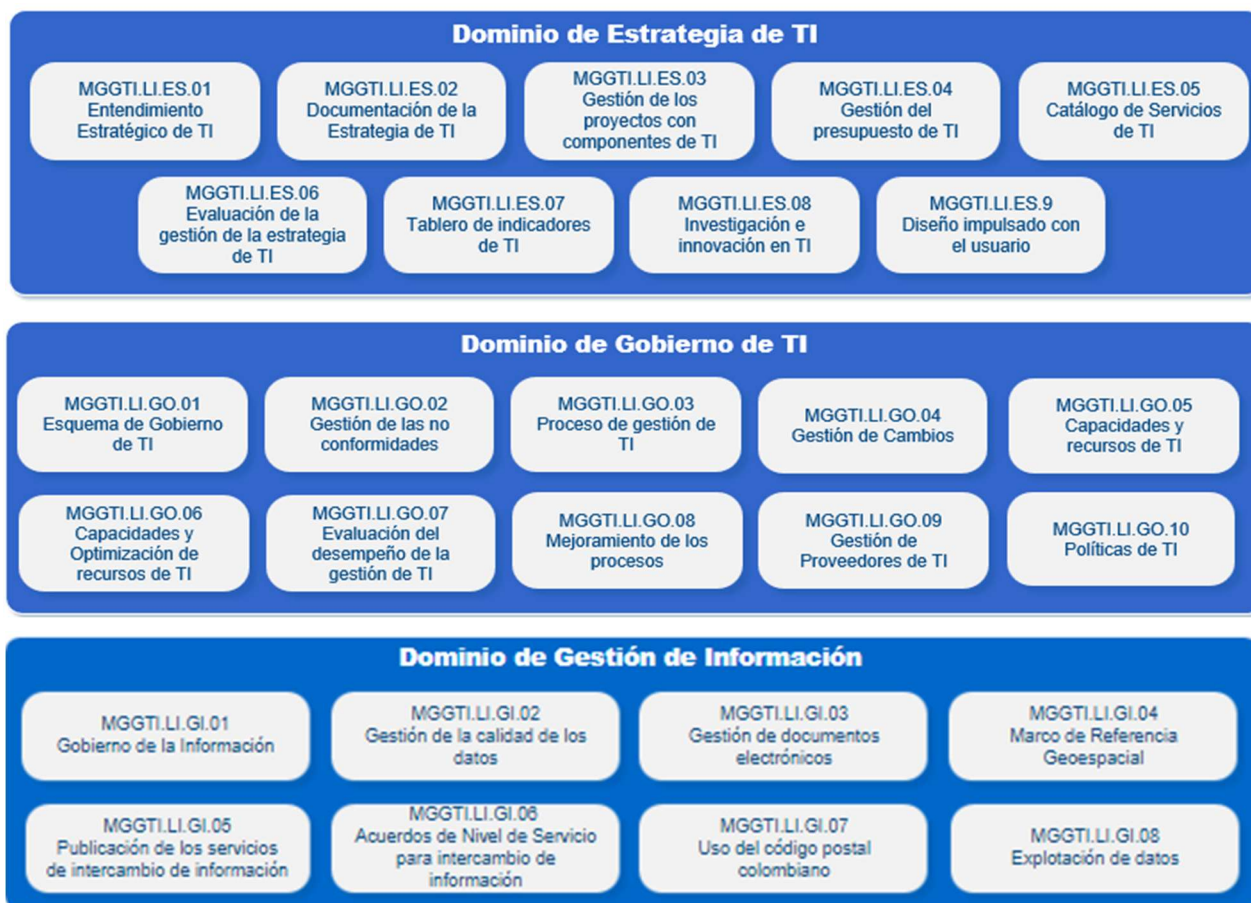 Dominio de Estrategia de TI
MGGTI.LI.ES.01
Entendimiento
Estratégico de TI
MGGTI.LI.ES.02
Documentación de la
Estrategia de TI
MGGTI.LI.ES.03
Gestión de los
proyectos con
componentes de TI
MGGTI.LI.ES.04
Gestión del
presupuesto de TI
MGGTI.LI.ES.05
Catálogo de Servicios
de TI
MGGTI.LI.ES.06
Evaluación de la
gestión de la estrategia
de TI
MGGTI.LI.ES.07
Tablero de indicadores
de TI
MGGTI.LI.ES.08
Investigación e
innovación en TI
MGGTI.LI.ES.9
Diseño impulsado con
el usuario
Dominio de Gobierno de TI
MGGTI.LI.GO.01
Esquema de Gobierno
de TI
MGGTI.LI.GO.02
Gestión de las no
conformidades
MGGTI.LI.GO.03
Proceso de gestión de
TI
MGGTI.LI.GO.04
Gestión de Cambios
MGGTI.LI.GO.05
Capacidades y
recursos de TI
MGGTI.LI.GO.06
Capacidades y
Optimización de
recursos de TI
MGGTI.LI.GO.07
Evaluación del
desempeño de la
gestión de TI
MGGTI.LI.GO.08
Mejoramiento de los
procesos
MGGTI.LI.GO.09
Gestión de
Proveedores de TI
MGGTI.LI.GO.10
Políticas de TI
Dominio de Gestión de Información
MGGTI.LI.GI.01
Gobierno de la Información
MGGTI.LI.GI.02
Gestión de la calidad de los
datos
MGGTI.LI.GI.03
Gestión de documentos
electrónicos
MGGTI.LI.GI.04
Marco de Referencia
Geoespacial
MGGTI.LI.GI.05
Publicación de los servicios
de intercambio de información
MGGTI.LI.GI.06
Acuerdos de Nivel de Servicio
para intercambio de
información
MGGTI.LI.GI.07
Uso del código postal
colombiano
MGGTI.LI.GI.08
Explotación de datos